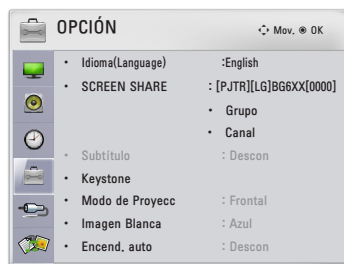 OPCIÓN Mov. OK
• Idioma(Language) :English
• SCREEN SHARE : [PJTR][LG]BG6XX[0000]
• Grupo
• Canal
• Subtítulo : Descon
• Keystone
• Modo de Proyecc : Frontal
• Imagen Blanca : Azul
• Encend. auto : Descon